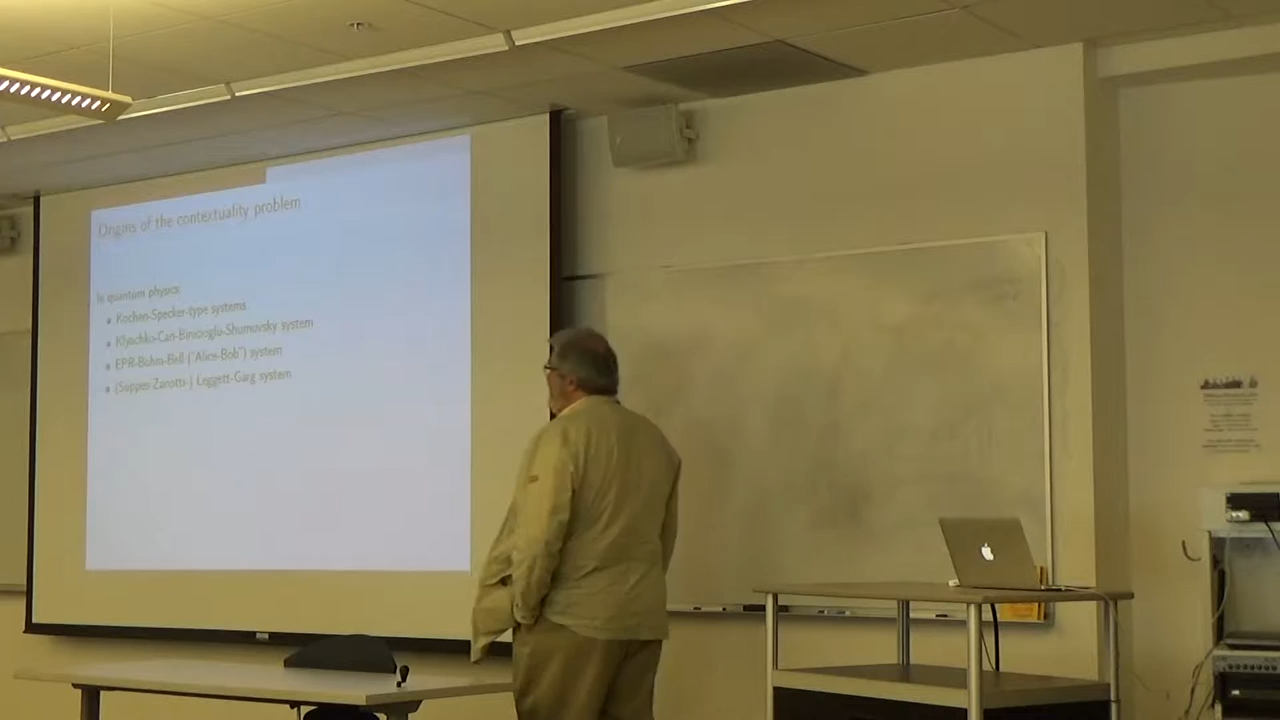 Origins of the contextuality problem
In quantum physics:
Kochen-Specker-type systems
Klyachko-Can-Binicioglu-Shumovsky system
EPR-Bohm-Bell ("Alice-Bob") system
(Suppes-Zanotti-) Leggett-Garg system